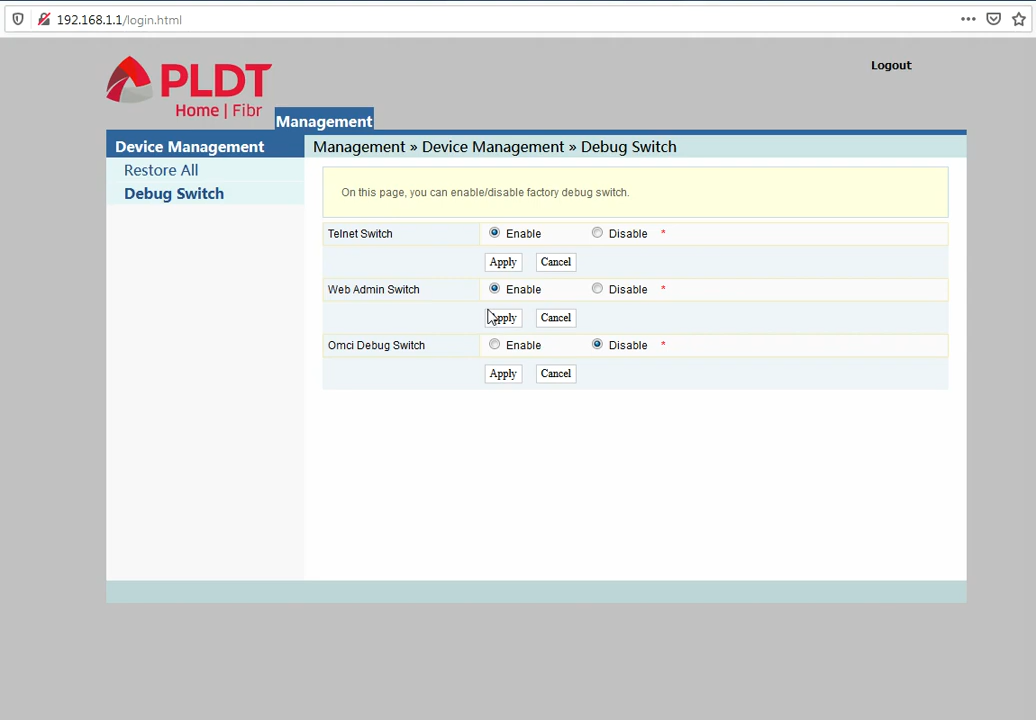 192.168.1.1/login.html
Logout
PLDT
Home | Fibr
Management
Device Management
Management » Device Management » Debug Switch
Restore All
Debug Switch
On this page, you can enable/disable factory debug switch.
Telnet Switch Enable Disable *
Apply Cancel
Web Admin Switch Enable Disable *
Apply Cancel
Omci Debug Switch Enable Disable *
Apply Cancel